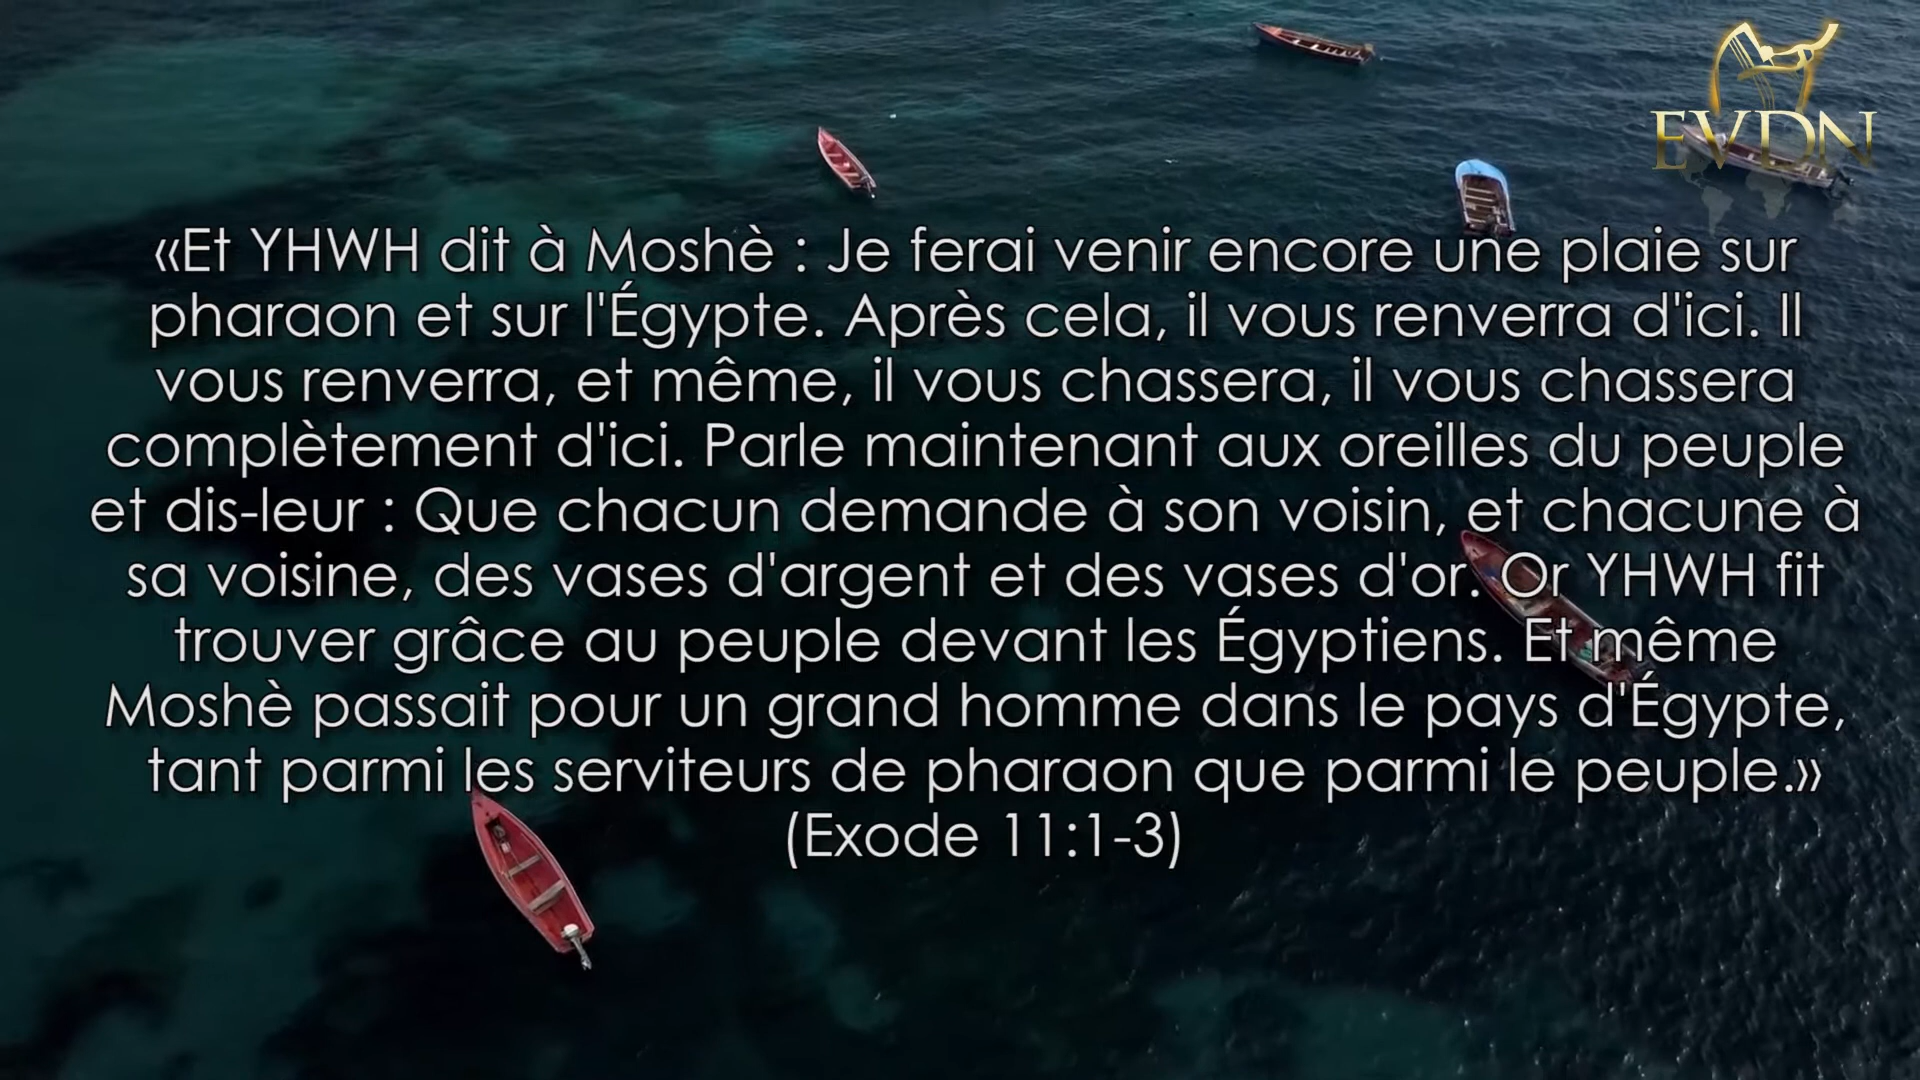 EVDN
«Et YHWH dit à Moshè : Je ferai venir encore une plaie sur
pharaon et sur l'Égypte. Après cela, il vous renverra d'ici. Il
vous renverra, et même, il vous chassera, il vous chassera
complètement d'ici. Parle maintenant aux oreilles du peuple
et dis-leur : Que chacun demande à son voisin, et chacune à
sa voisine, des vases d'argent et des vases d'or. Or YHWH fit
trouver grâce au peuple devant les Égyptiens. Et même
Moshè passait pour un grand homme dans le pays d'Égypte,
tant parmi les serviteurs de pharaon que parmi le peuple.»
(Exode 11:1-3)